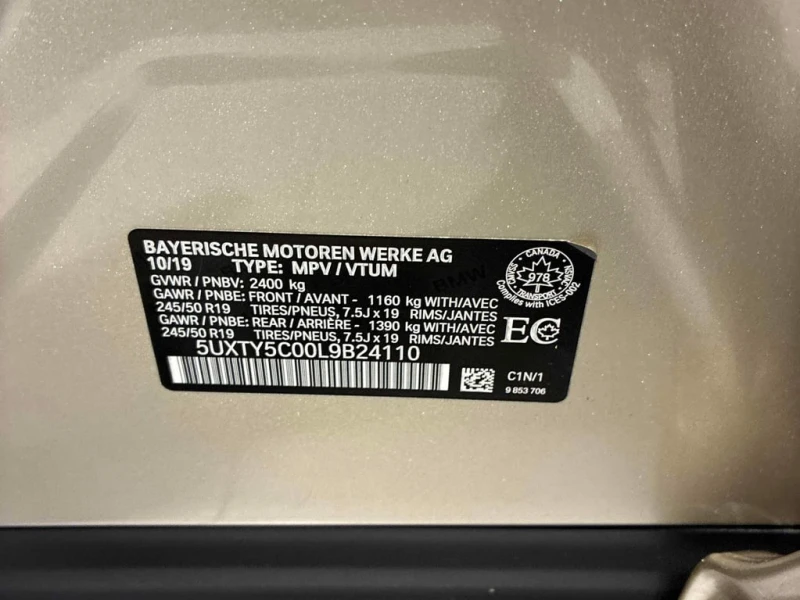 BAYERISCHE MOTOREN WERKE AG
10/19 TYPE: MPV / VTUM
GVWR / PNBV: 2400 kg
GAWR / PNBE: FRONT / AVANT - 1160 kg WITH/AVEC
245/50 R19 TIRES/PNEUS, 7.5J x 19 RIMS/JANTES
GAWR / PNBE: REAR / ARRIÈRE - 1390 kg WITH/AVEC
245/50 R19 TIRES/PNEUS, 7.5J x 19 RIMS/JANTES
5UXTY5C00L9B24110
BMW
CANADA
978
TRANSPORT
CMVSS
NSVAC
Complies with ICES-002
EC
C1N/1
9 853 706